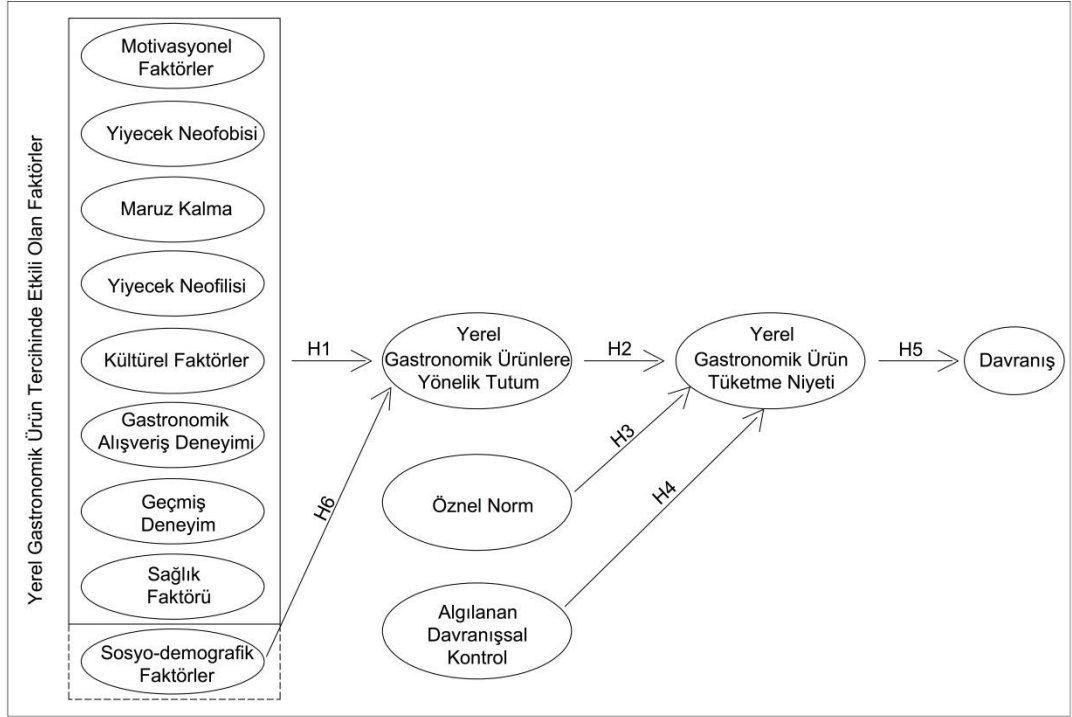 Yerel Gastronomik Ürün Tercihinde Etkili Olan Faktörler
Motivasyonel
Faktörler
Yiyecek Neofobisi
Maruz Kalma
Yiyecek Neofilisi
Kültürel Faktörler
Gastronomik
Alışveriş Deneyimi
Geçmiş
Deneyim
Sağlık
Faktörü
Sosyo-demografik
Faktörler
H1
H6
Yerel
Gastronomik Ürünlere
Yönelik Tutum
H2
Öznel Norm
H3
Algılanan
Davranışsal
Kontrol
H4
Yerel
Gastronomik Ürün
Tüketme Niyeti
H5
Davranış